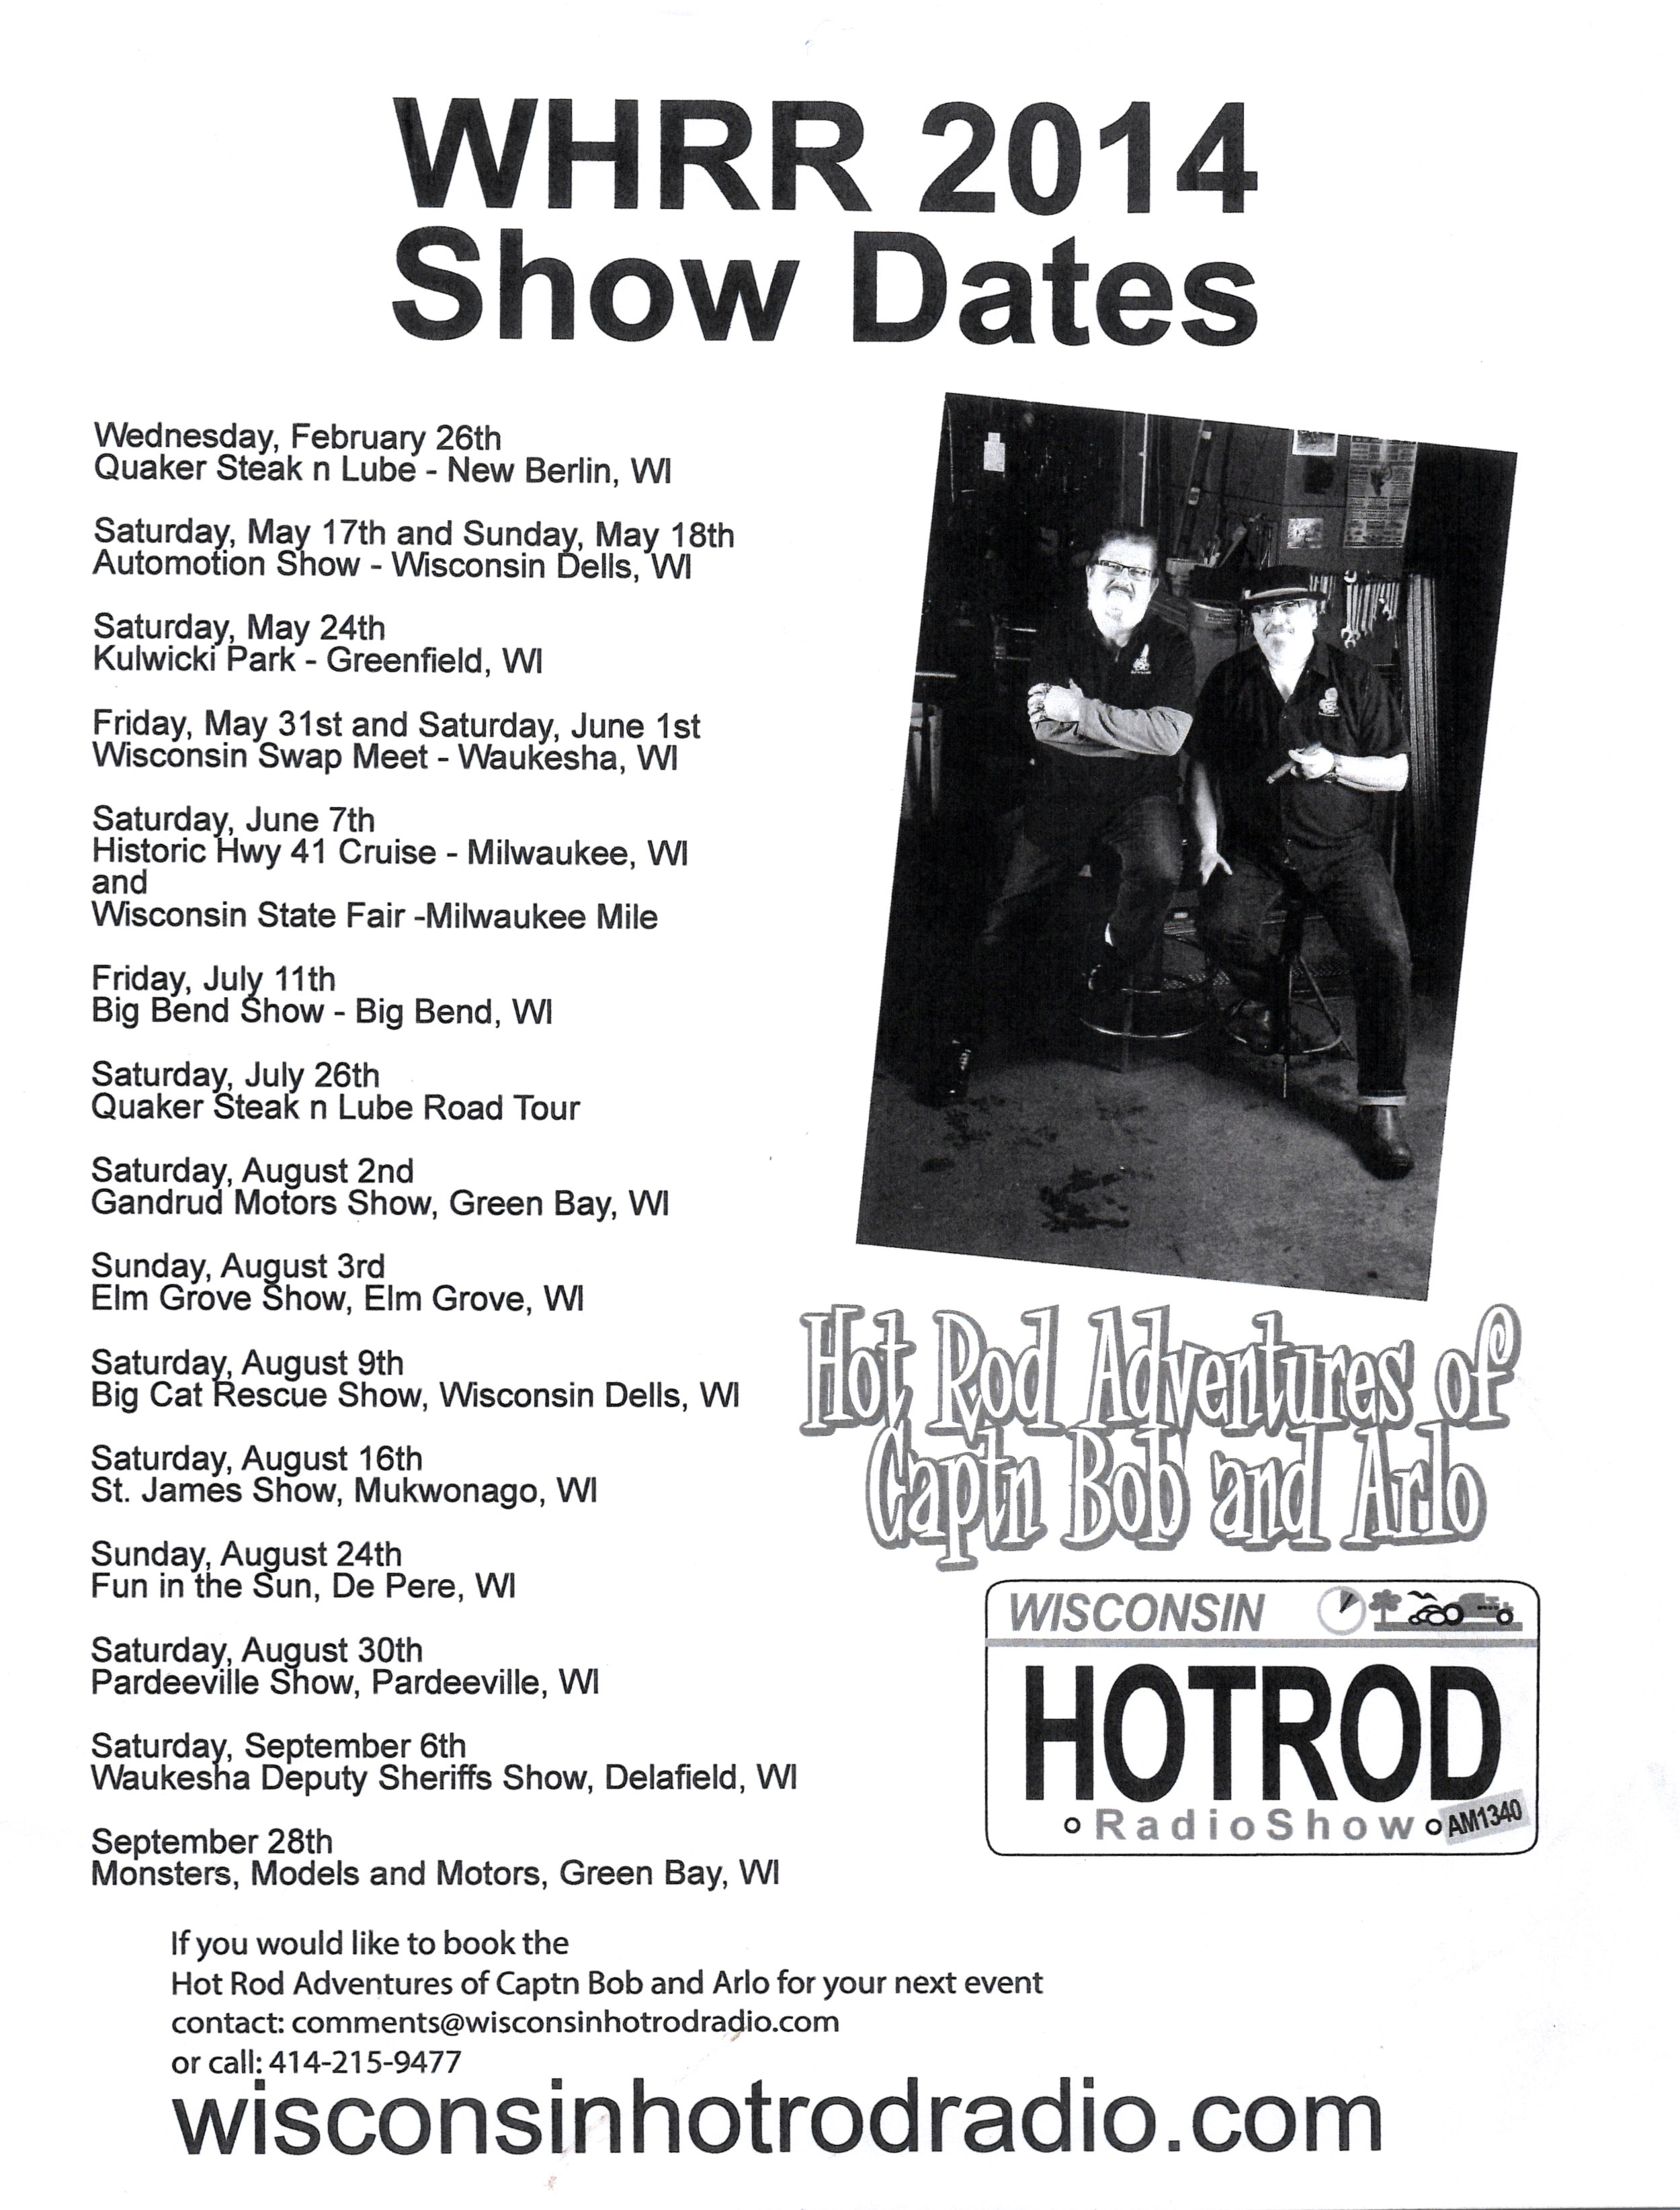 WHRR 2014
Show Dates
Wednesday, February 26th
Quaker Steak n Lube - New Berlin, WI
Saturday, May 17th and Sunday, May 18th
Automotion Show - Wisconsin Dells, WI
Saturday, May 24th
Kulwicki Park - Greenfield, WI
Friday, May 31st and Saturday, June 1st
Wisconsin Swap Meet - Waukesha, WI
Saturday, June 7th
Historic Hwy 41 Cruise - Milwaukee, WI
and
Wisconsin State Fair -Milwaukee Mile
Friday, July 11th
Big Bend Show - Big Bend, WI
Saturday, July 26th
Quaker Steak n Lube Road Tour
Saturday, August 2nd
Gandrud Motors Show, Green Bay, WI
Sunday, August 3rd
Elm Grove Show, Elm Grove, WI
Saturday, August 9th
Big Cat Rescue Show, Wisconsin Dells, WI
Saturday, August 16th
St. James Show, Mukwonago, WI
Sunday, August 24th
Fun in the Sun, De Pere, WI
Saturday, August 30th
Pardeeville Show, Pardeeville, WI
Saturday, September 6th
Waukesha Deputy Sheriffs Show, Delafield, WI
September 28th
Monsters, Models and Motors, Green Bay, WI
Hot Rod Adventures of
Captn Bob and Arlo
WISCONSIN
HOTROD
RadioShow
AM1340
If you would like to book the
Hot Rod Adventures of Captn Bob and Arlo for your next event
contact: comments@wisconsinhotrodradio.com
or call: 414-215-9477
wisconsinhotrodradio.com